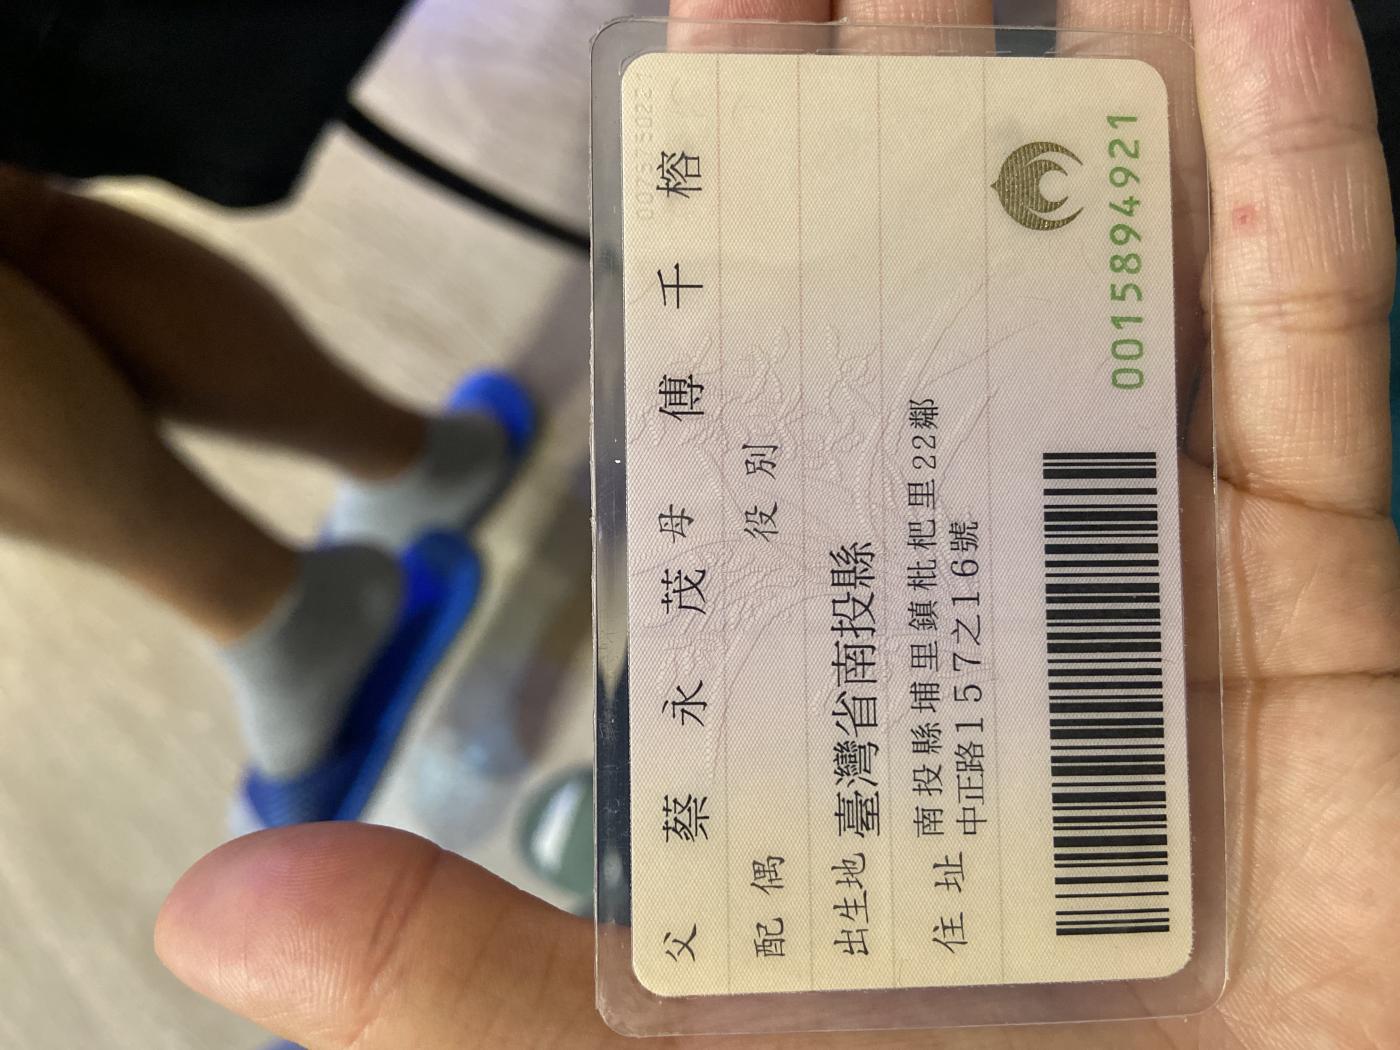 父 蔡永茂 母 傅千榕
配偶 役別
出生地 臺灣省南投縣
住址 南投縣埔里鎮枇杷里22鄰
中正路157之16號
0015894921